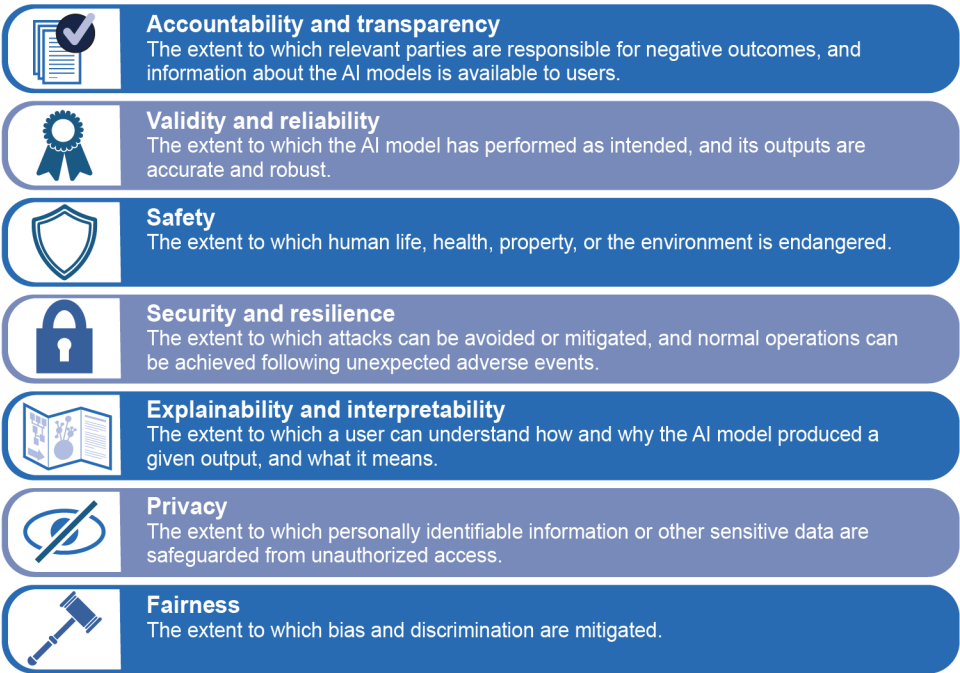 Accountability and transparency
The extent to which relevant parties are responsible for negative outcomes, and
information about the AI models is available to users.
Validity and reliability
The extent to which the AI model has performed as intended, and its outputs are
accurate and robust.
Safety
The extent to which human life, health, property, or the environment is endangered.
Security and resilience
The extent to which attacks can be avoided or mitigated, and normal operations can
be achieved following unexpected adverse events.
Explainability and interpretability
The extent to which a user can understand how and why the AI model produced a
given output, and what it means.
Privacy
The extent to which personally identifiable information or other sensitive data are
safeguarded from unauthorized access.
Fairness
The extent to which bias and discrimination are mitigated.